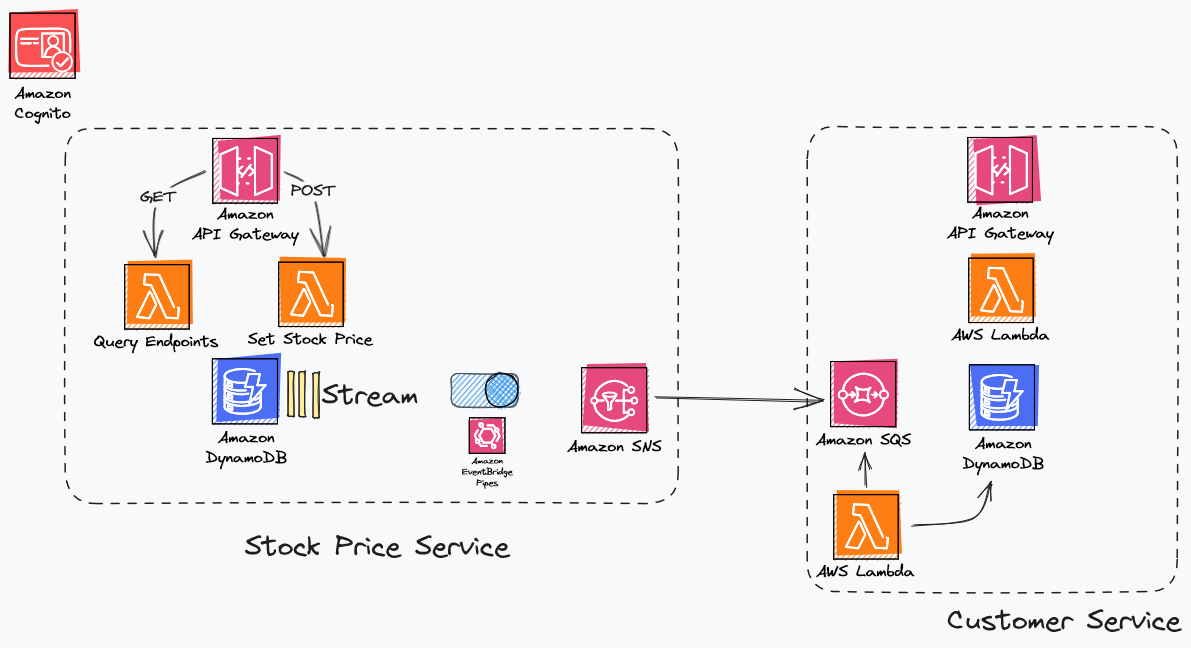 Amazon
Cognito
GET
POST
Amazon
API Gateway
Query Endpoints
Set Stock Price
Stream
Amazon
DynamoDB
Amazon
EventBridge
Pipes
Amazon SNS
Stock Price Service
Amazon
API Gateway
AWS Lambda
Amazon SQS
Amazon
DynamoDB
AWS Lambda
Customer Service